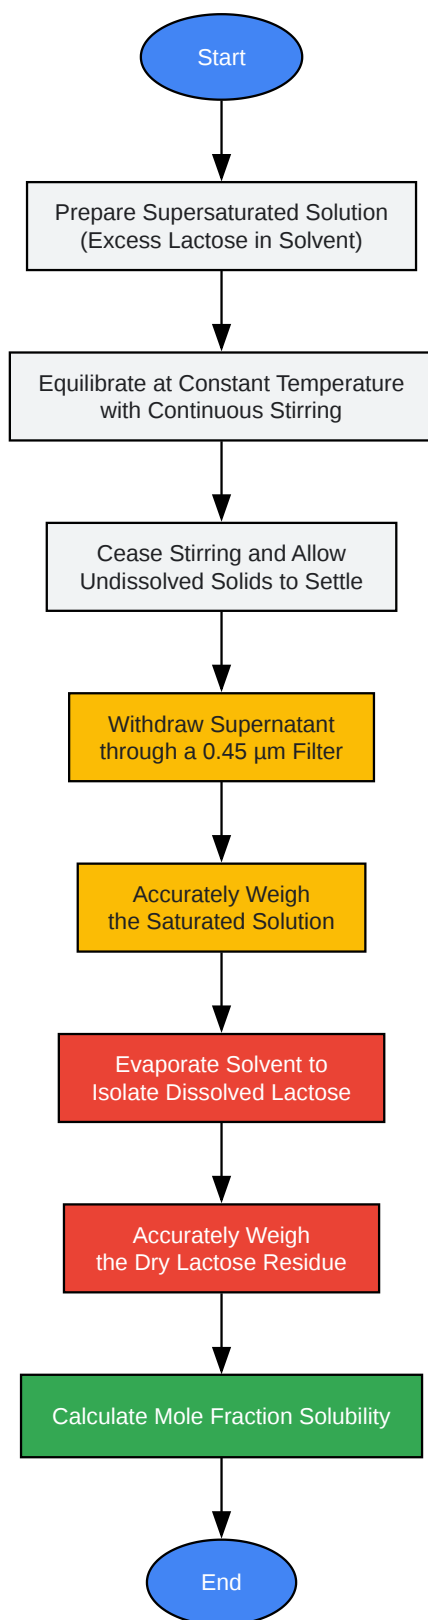 Start
Prepare Supersaturated Solution
(Excess Lactose in Solvent)
Equilibrate at Constant Temperature
with Continuous Stirring
Cease Stirring and Allow
Undissolved Solids to Settle
Withdraw Supernatant
through a 0.45 µm Filter
Accurately Weigh
the Saturated Solution
Evaporate Solvent to
Isolate Dissolved Lactose
Accurately Weigh
the Dry Lactose Residue
Calculate Mole Fraction Solubility
End